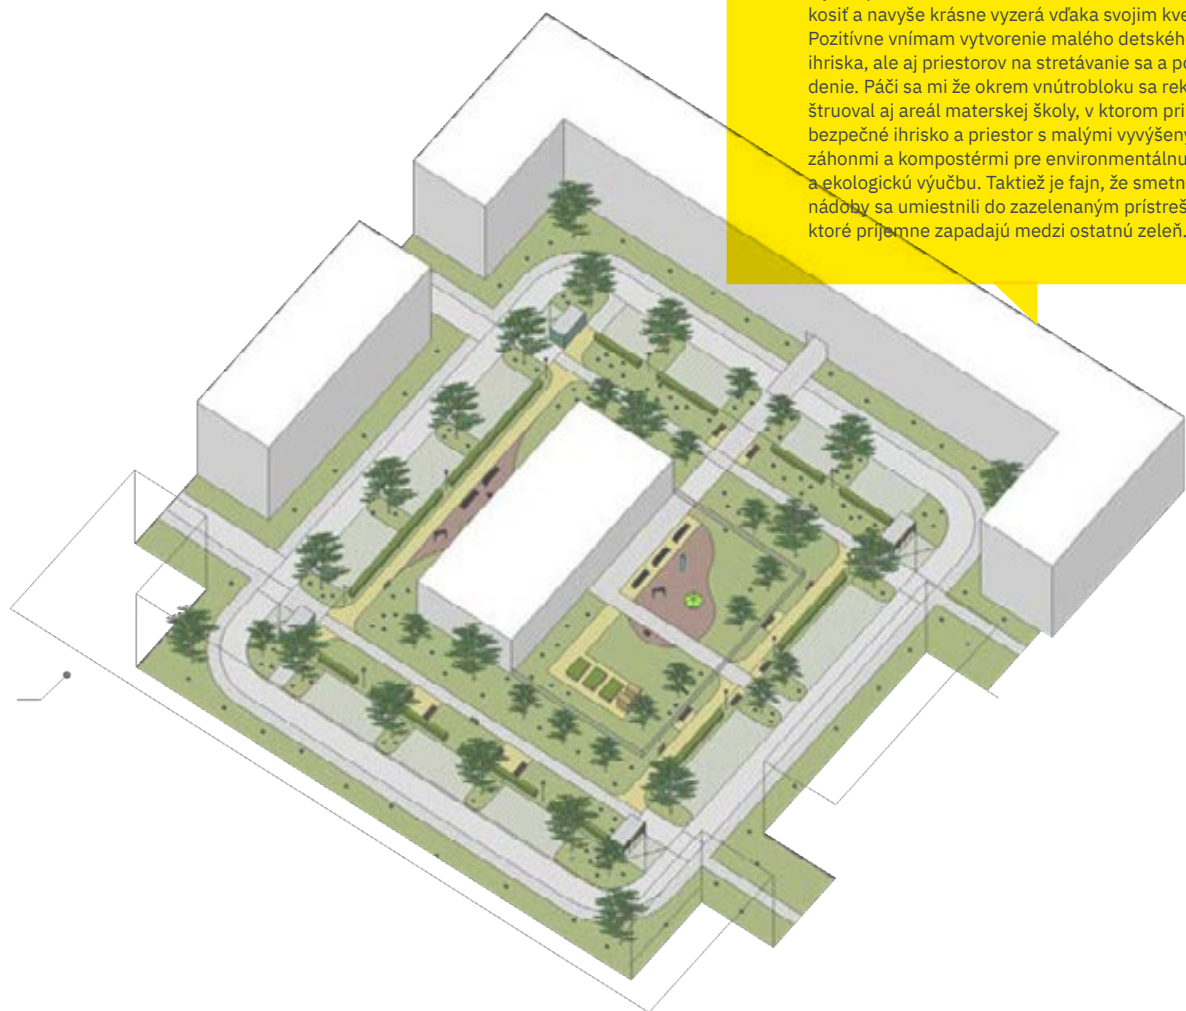 kosiť a navyše krásne vyzerá vďaka svojim kve
Pozitívne vnímam vytvorenie malého detského
ihriska, ale aj priestorov na stretávanie sa a po
denie. Páči sa mi že okrem vnútrobloku sa rek
štruoval aj areál materskej školy, v ktorom pri
bezpečné ihrisko a priestor s malými vyvýšený
záhonmi a kompostérmi pre environmentálnu
a ekologickú výučbu. Taktiež je fajn, že smetn
nádoby sa umiestnili do zazelenaným prístreš
ktoré príjemne zapadajú medzi ostatnú zeleň.